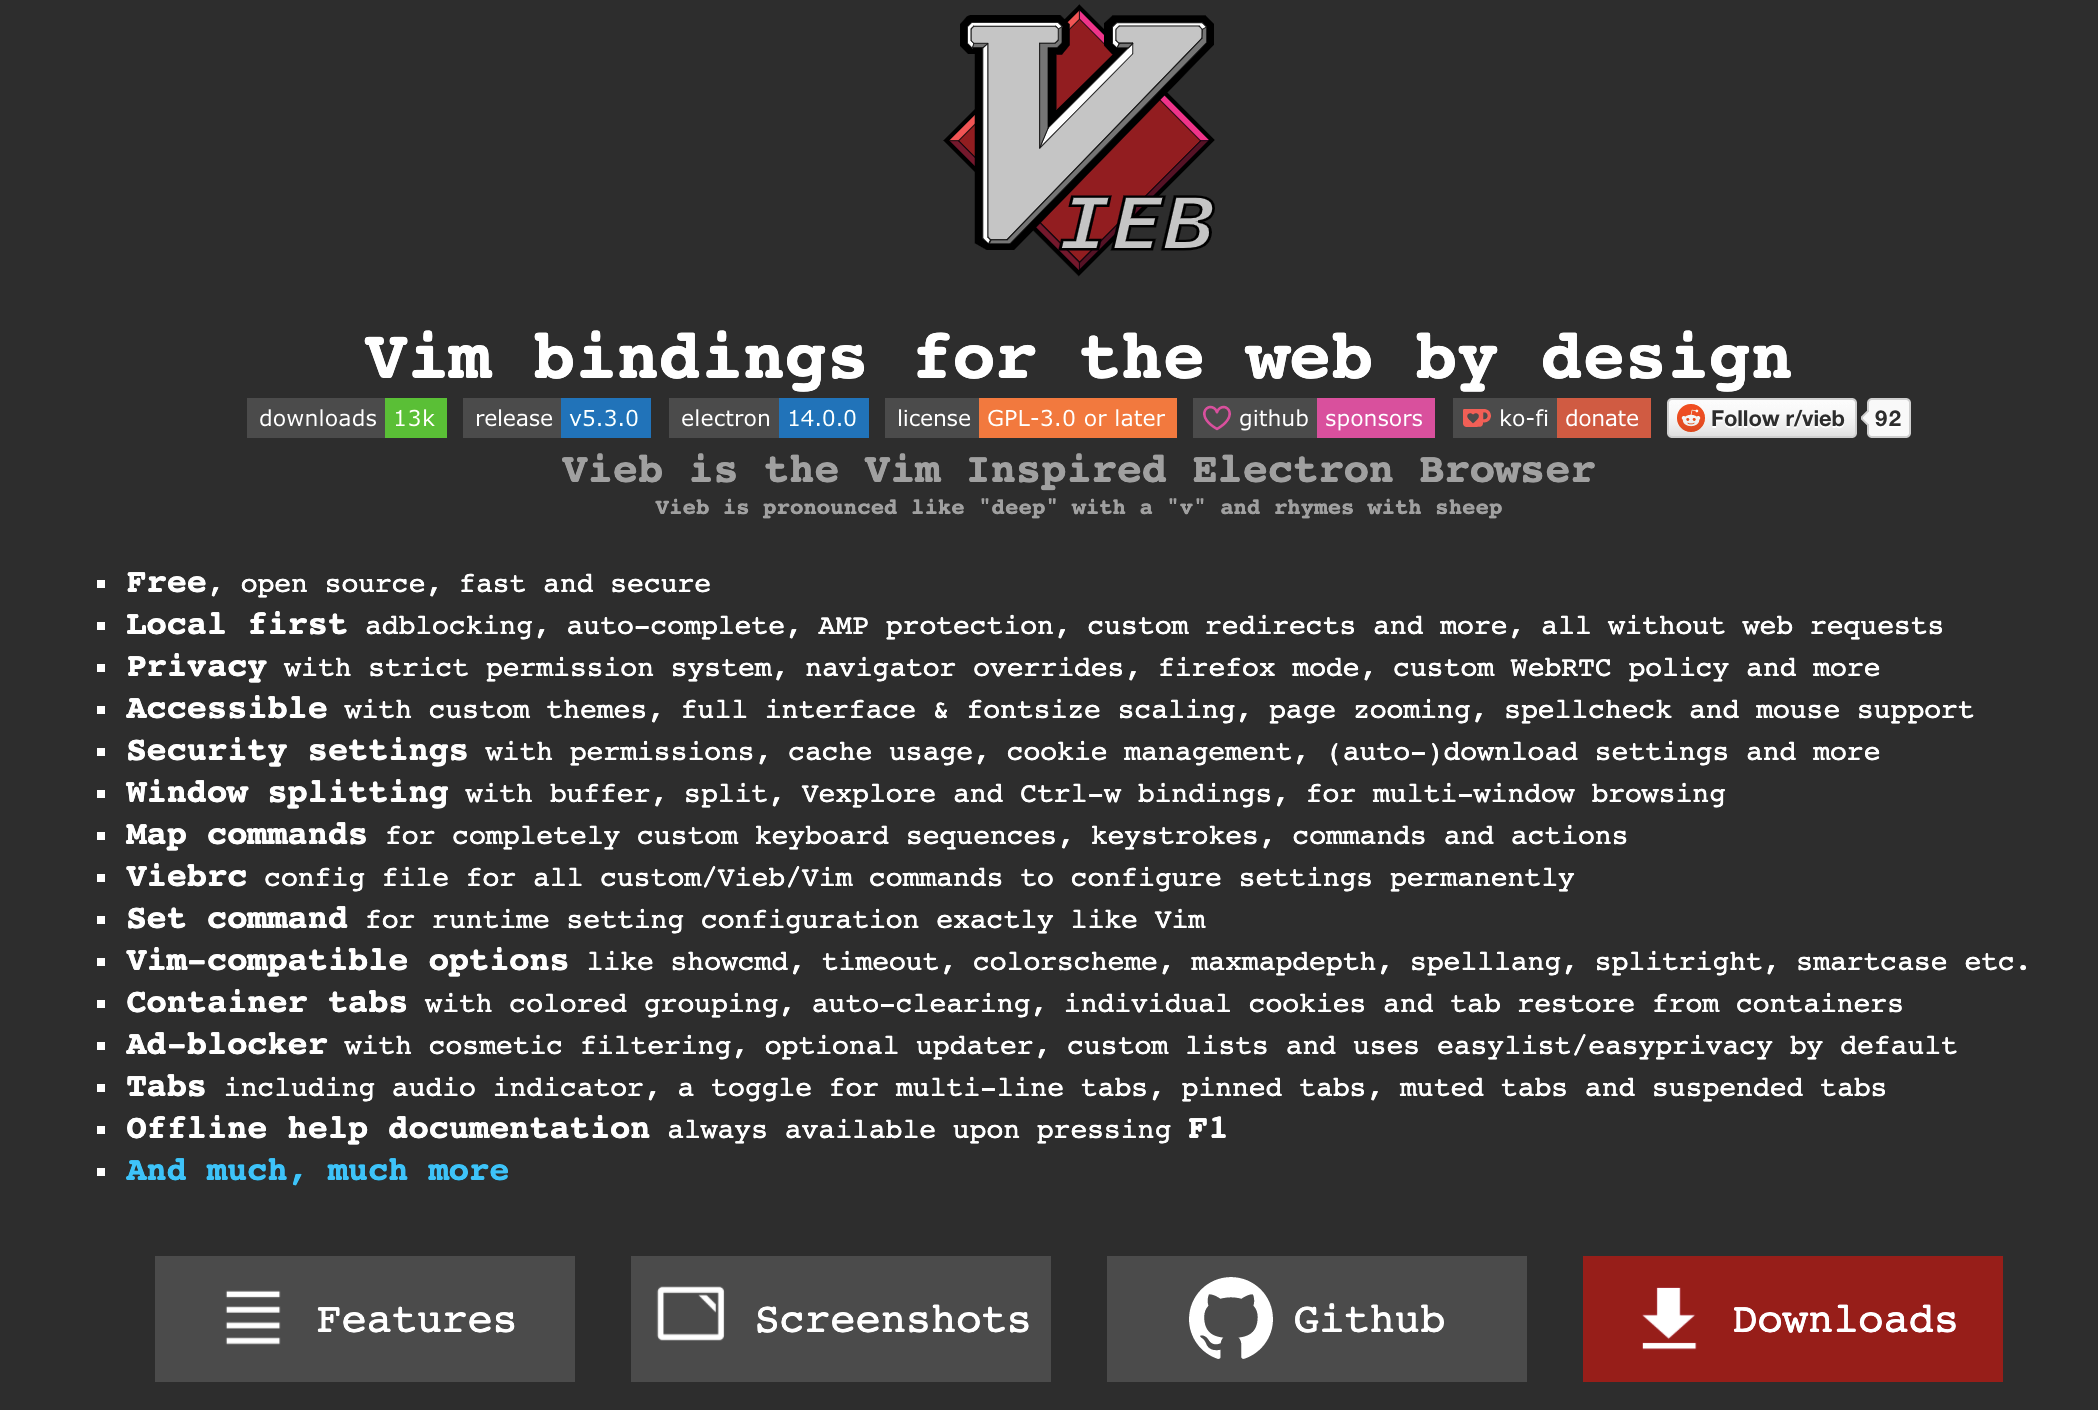 VIEB
Vim bindings for the web by design
downloads 13k release v5.3.0 electron 14.0.0 license GPL-3.0 or later github sponsors ko-fi donate Follow r/vieb 92
Vieb is the Vim Inspired Electron Browser
Vieb is pronounced like "deep" with a "v" and rhymes with sheep
Free, open source, fast and secure
Local first adblocking, auto-complete, AMP protection, custom redirects and more, all without web requests
Privacy with strict permission system, navigator overrides, firefox mode, custom WebRTC policy and more
Accessible with custom themes, full interface & fontsize scaling, page zooming, spellcheck and mouse support
Security settings with permissions, cache usage, cookie management, (auto-)download settings and more
Window splitting with buffer, split, Vexplore and Ctrl-w bindings, for multi-window browsing
Map commands for completely custom keyboard sequences, keystrokes, commands and actions
Viebrc config file for all custom/Vieb/Vim commands to configure settings permanently
Set command for runtime setting configuration exactly like Vim
Vim-compatible options like showcmd, timeout, colorscheme, maxmapdepth, spelllang, splitright, smartcase etc.
Container tabs with colored grouping, auto-clearing, individual cookies and tab restore from containers
Ad-blocker with cosmetic filtering, optional updater, custom lists and uses easylist/easyprivacy by default
Tabs including audio indicator, a toggle for multi-line tabs, pinned tabs, muted tabs and suspended tabs
Offline help documentation always available upon pressing F1
And much, much more
Features Screenshots Github Downloads